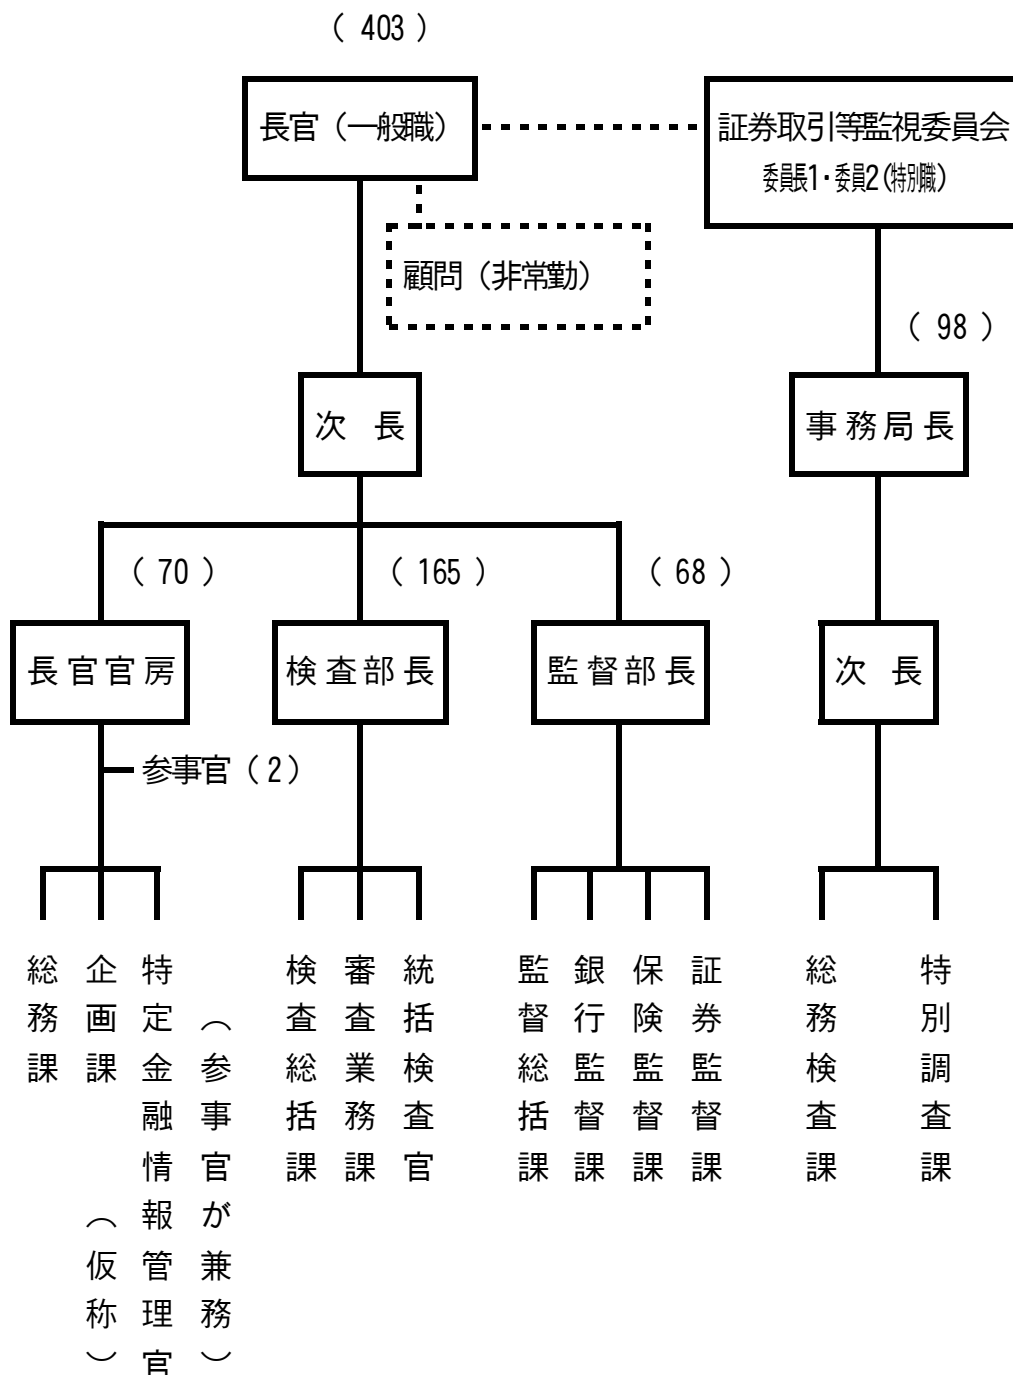 （ 403 ）
長官（一般職）
証券取引等監視委員会
委員長1・委員2（特別職）
顧問（非常勤）
（ 98 ）
次 長
事務局長
（ 70 ）
（ 165 ）
（ 68 ）
長官官房
検査部長
監督部長
次 長
参事官（2）
総務課
企画課
特定金融情報管理官
（仮称）
（参事官が兼務）
検査総括課
審査業務課
統括検査官
監督総括課
銀行監督課
保険監督課
証券監督課
総務検査課
特別調査課